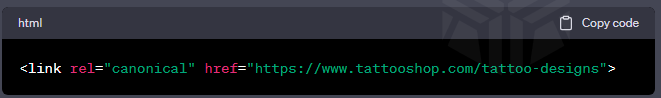 html
Copy code
<link rel="canonical" href="https://www.tattooshop.com/tattoo-designs">